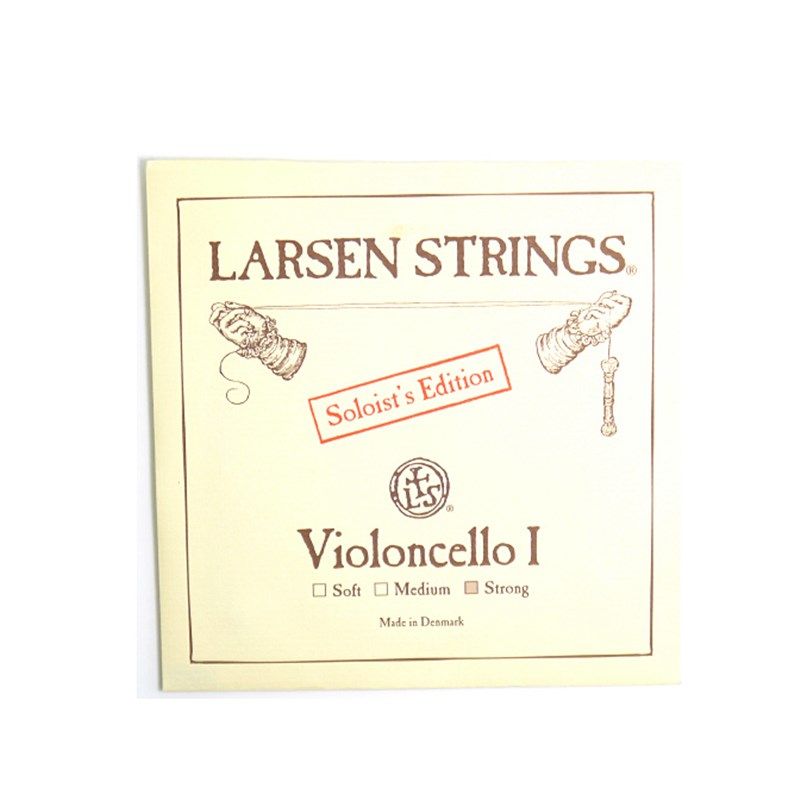 LARSEN STRINGS®
Soloist's Edition
LS®
Violoncello I
☐ Soft ☐ Medium ■ Strong
Made in Denmark